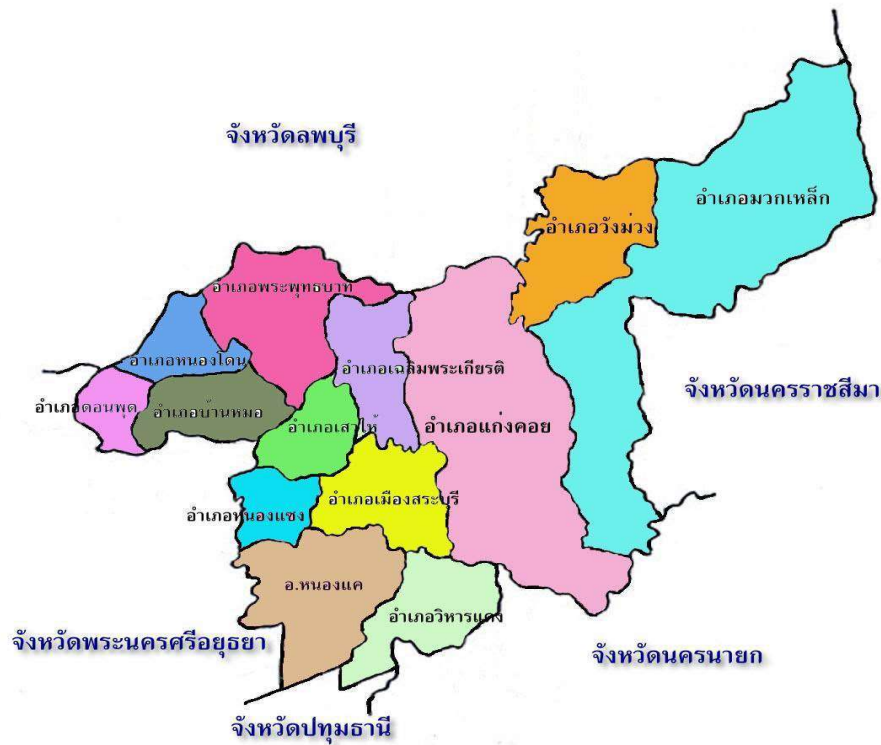 จังหวัดลพบุรี
อำเภอมวกเหล็ก
อำเภอวังม่วง
อำเภอพระพุทธบาท
อำเภอหนองโดน
อำเภอเฉลิมพระเกียรติ
จังหวัดนครราชสีมา
อำเภอดอนพุด
อำเภอบ้านหมอ
อำเภอเสาไห้
อำเภอแก่งคอย
อำเภอเมืองสระบุรี
อำเภอหนองแซง
อ.หนองแค
อำเภอวิหารแดง
จังหวัดพระนครศรีอยุธยา
จังหวัดนครนายก
จังหวัดปทุมธานี